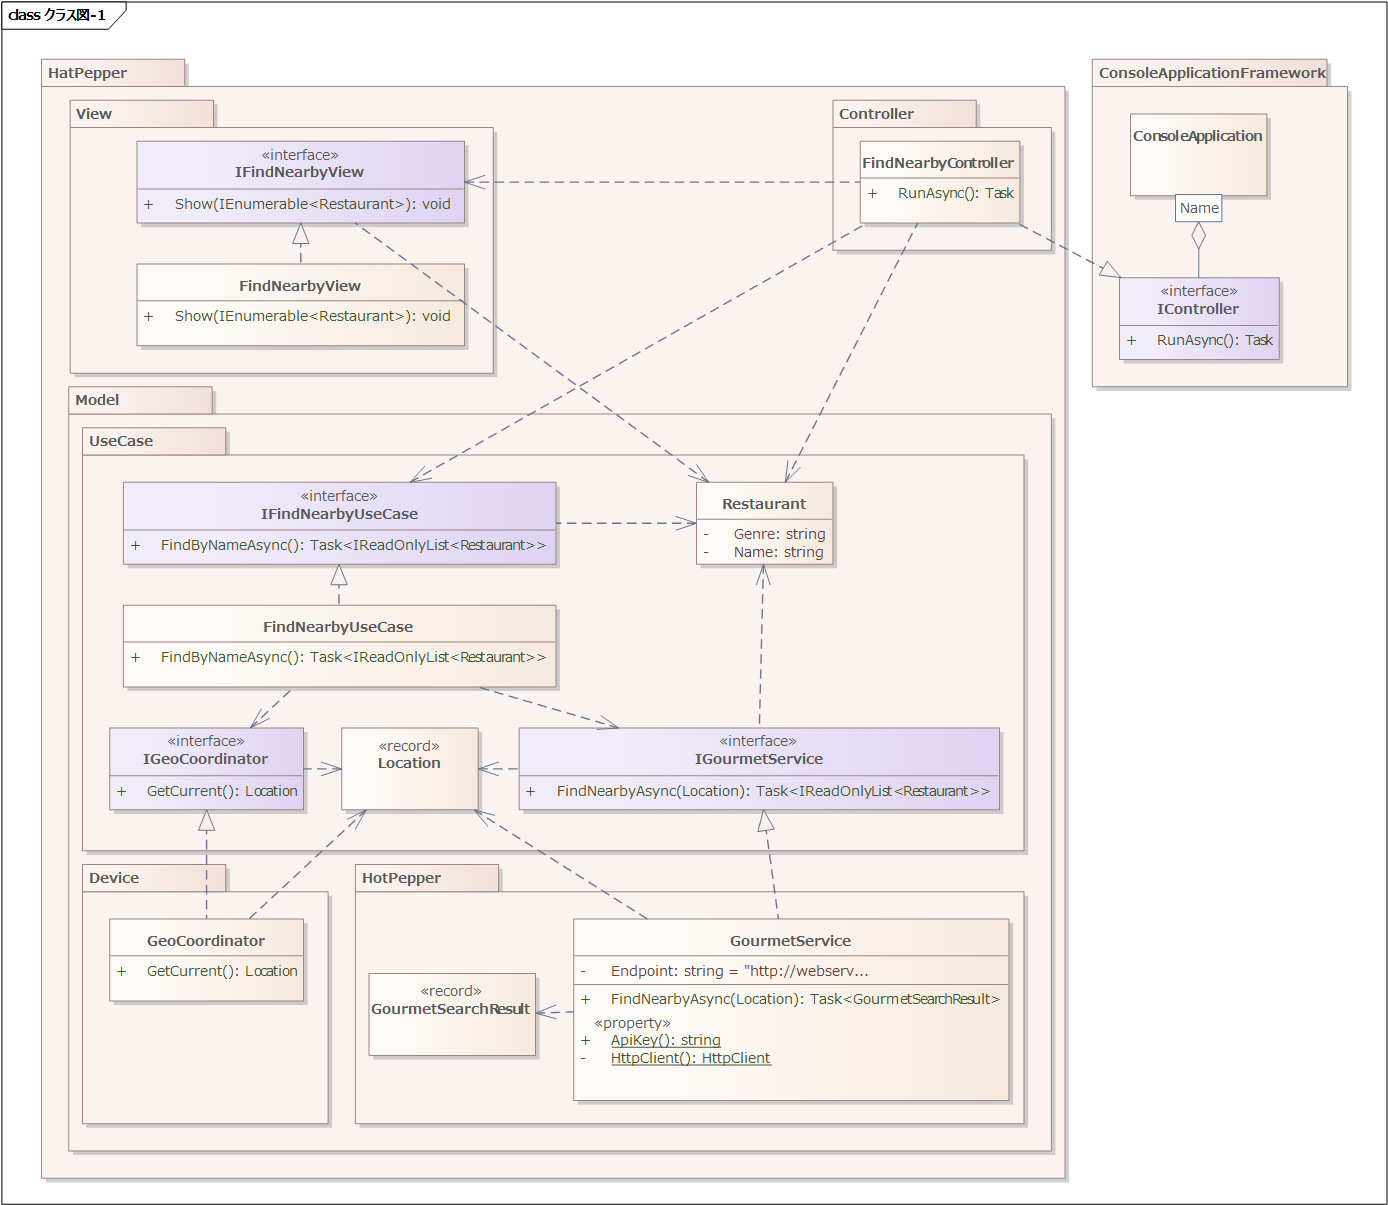 class クラス図-1
HatPepper
View
«interface»
IFindNearbyView
+ Show(IEnumerable<Restaurant>): void
FindNearbyView
+ Show(IEnumerable<Restaurant>): void
Controller
FindNearbyController
+ RunAsync(): Task
ConsoleApplicationFramework
ConsoleApplication
Name
«interface»
IController
+ RunAsync(): Task
Model
UseCase
«interface»
IFindNearbyUseCase
+ FindByNameAsync(): Task<IReadOnlyList<Restaurant>>
Restaurant
- Genre: string
- Name: string
FindNearbyUseCase
+ FindByNameAsync(): Task<IReadOnlyList<Restaurant>>
«interface»
IGeoCoordinator
+ GetCurrent(): Location
«record»
Location
«interface»
IGourmetService
+ FindNearbyAsync(Location): Task<IReadOnlyList<Restaurant>>
Device
GeoCoordinator
+ GetCurrent(): Location
HotPepper
«record»
GourmetSearchResult
GourmetService
- Endpoint: string = "http://webserv...
+ FindNearbyAsync(Location): Task<GourmetSearchResult>
«property»
+ ApiKey(): string
- HttpClient(): HttpClient